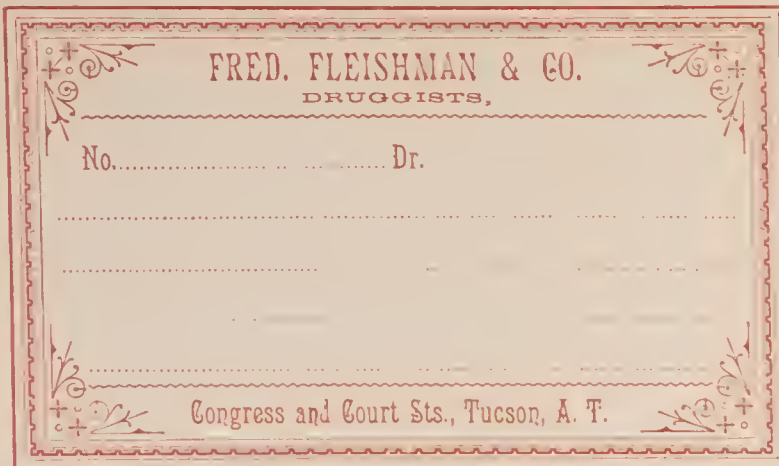 FRED. FLEISHMAN & CO.
DRUGGISTS,
No. Dr.
Congress and Court Sts., Tucson, A. T.